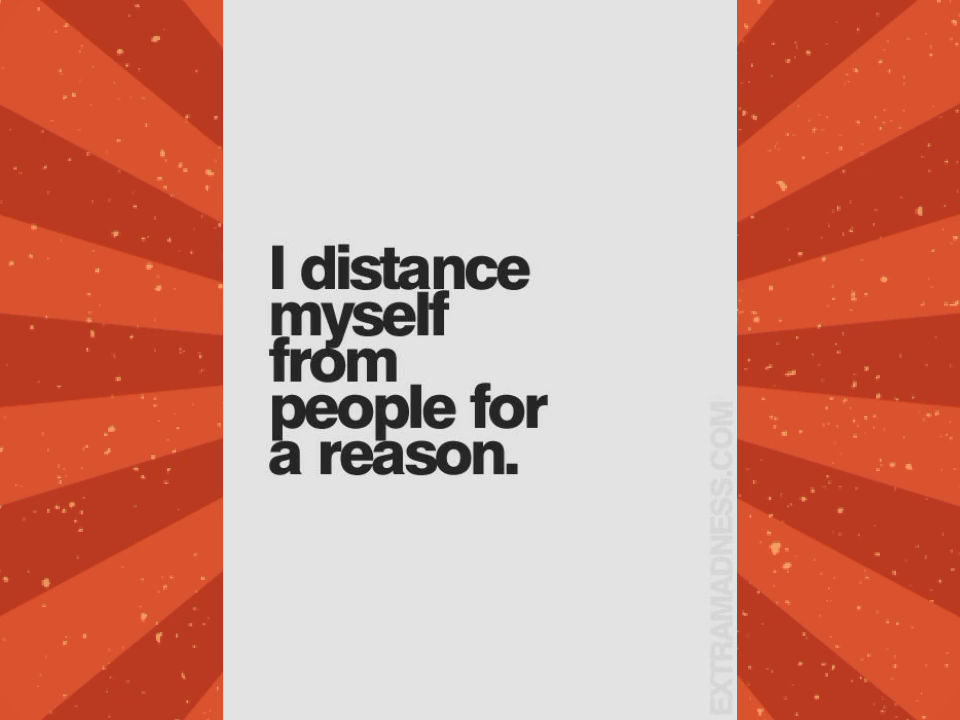 I distance
myself
from
people for
a reason.
EXTRAMADNESS.COM